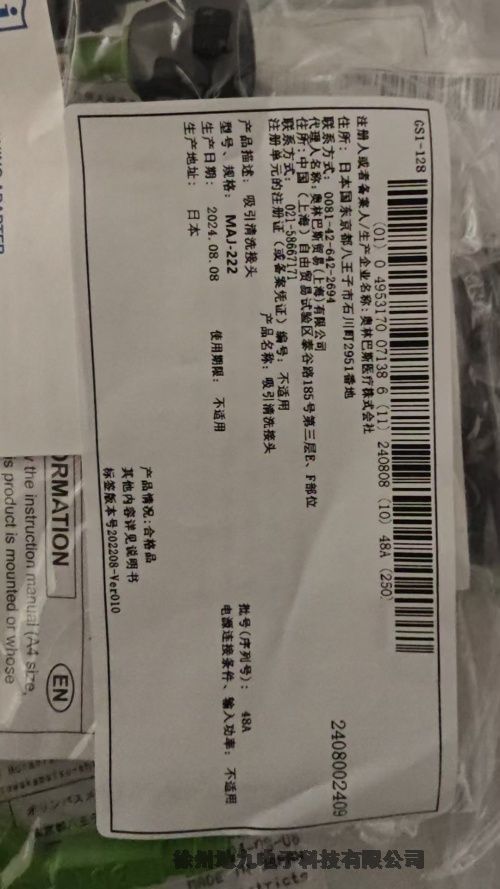 GS1-128
(01) 0 4953170 07138 6 (11) 240808 (10) 48A (250)
2408002409
注册人或者备案人/生产企业名称:奥林巴斯医疗株式会社
住所: 日本国东京都八王子市石川町2951番地
联系方式: 0081-42-642-2694
代理人名称:奥林巴斯贸易(上海)有限公司
住所:中国(上海)自由贸易试验区泰谷路185号第三层E、F部位
联系方式: 021-58667171
注册单元的注册证(或备案凭证)编号: 不适用
产品名称: 吸引清洗接头
产品描述: 吸引清洗接头
型号、规格: MAJ-222
批号(序列号): 48A
生产日期: 2024.08.08
使用期限: 不适用
电源连接条件、输入功率: 不适用
生产地址: 日本
产品情况:合格品
其他内容详见说明书
标签版本号202208-Ver010
ORMATION
EN
the instruction manual (A4 size,
s product is mounted or whose
ADAPTER
オリンパス
MADE
徐州
电子科技有限公司